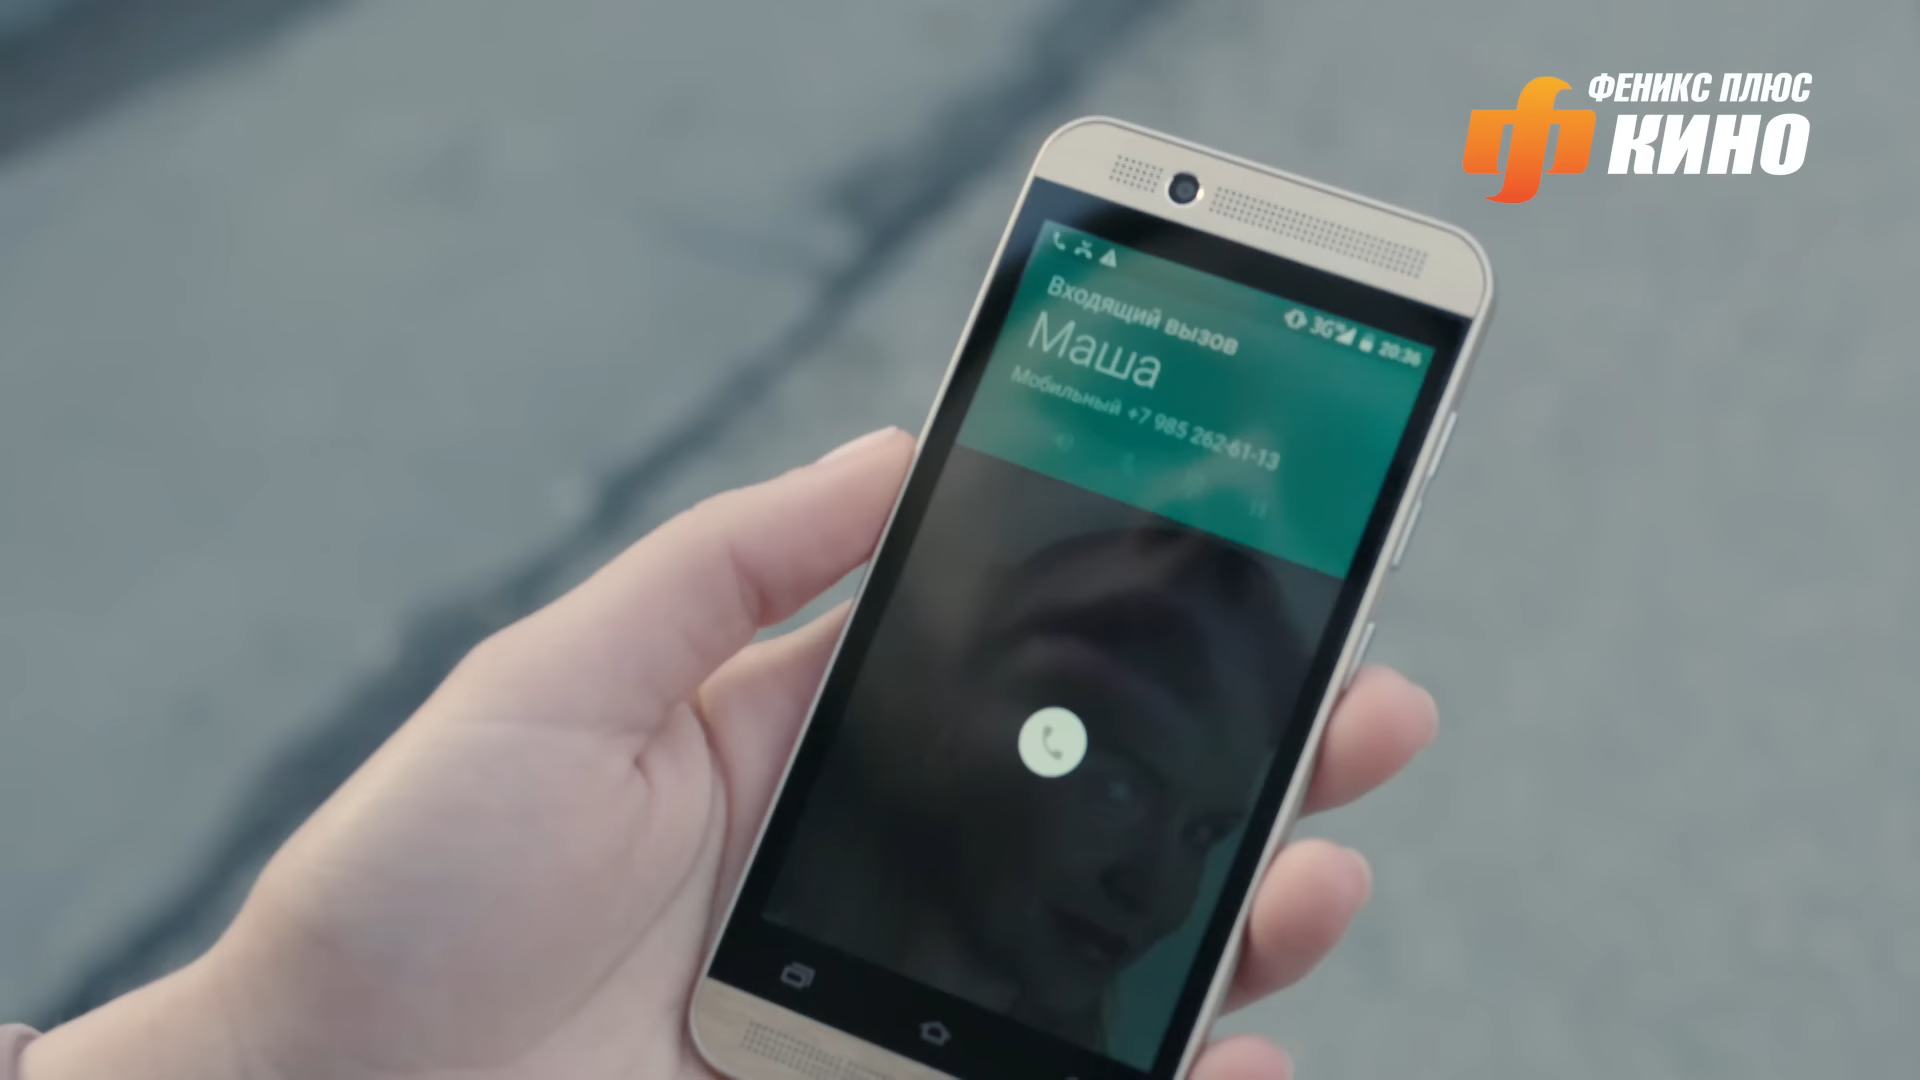 ФЕНИКС ПЛЮС
КИНО
3G 20:36
Входящий вызов
Маша
Мобильный +7 985 262-61-13